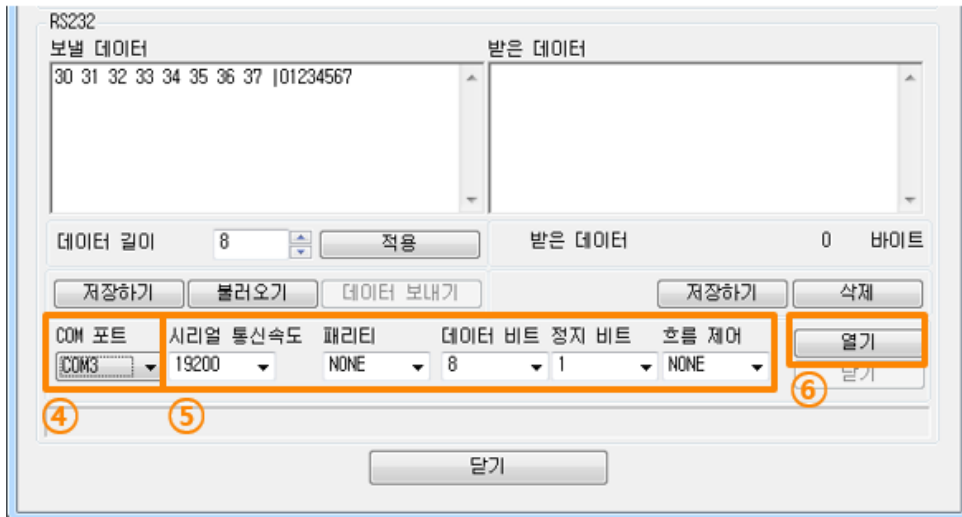 RS232
보낼 데이터 받은 데이터
30 31 32 33 34 35 36 37 |01234567
데이터 길이 8 적용 받은 데이터 0 바이트
저장하기 불러오기 데이터 보내기 저장하기 삭제
COM 포트 시리얼 통신속도 패리티 데이터 비트 정지 비트 흐름 제어 열기
COM3 19200 NONE 8 1 NONE 닫기
④ ⑤ ⑥
닫기